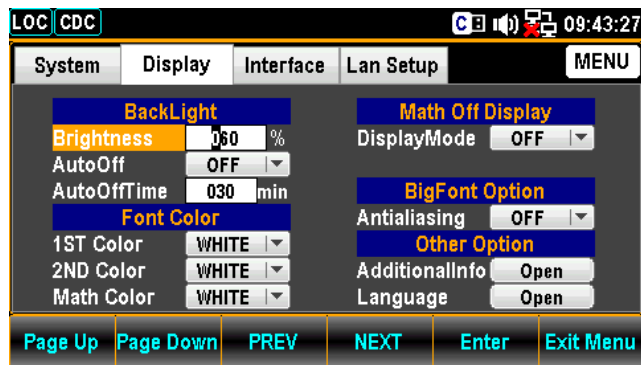 LOC CDC C 09:43:27
System Display Interface Lan Setup MENU
BackLight
Brightness 060 %
AutoOff OFF
AutoOffTime 030 min
Font Color
1ST Color WHITE
2ND Color WHITE
Math Color WHITE
Math Off Display
DisplayMode OFF
BigFont Option
Antialiasing OFF
Other Option
AdditionalInfo Open
Language Open
Page Up Page Down PREV NEXT Enter Exit Menu